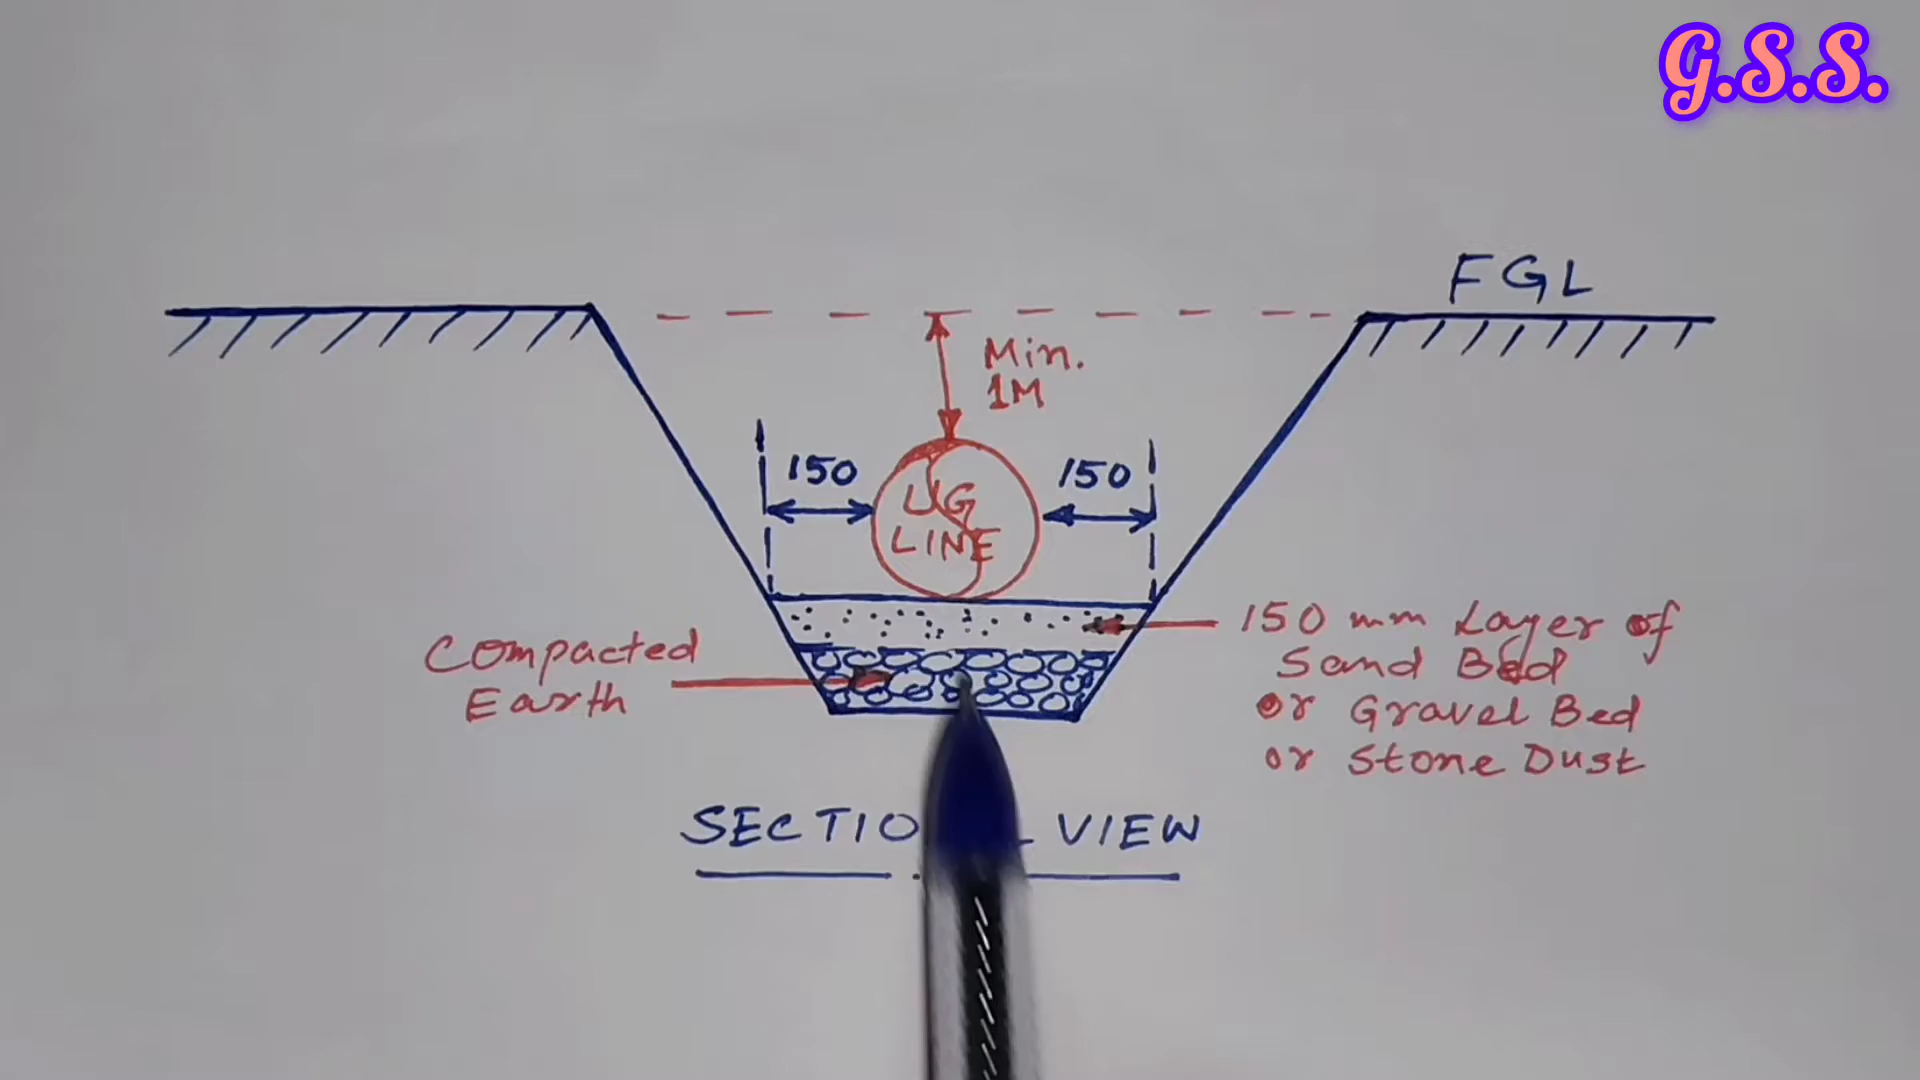 G.S.S.
FGL
Min.
1M
150
150
UG
LINE
Compacted
Earth
150 mm Layer of
Sand Bed
or Gravel Bed
or Stone Dust
VIEW